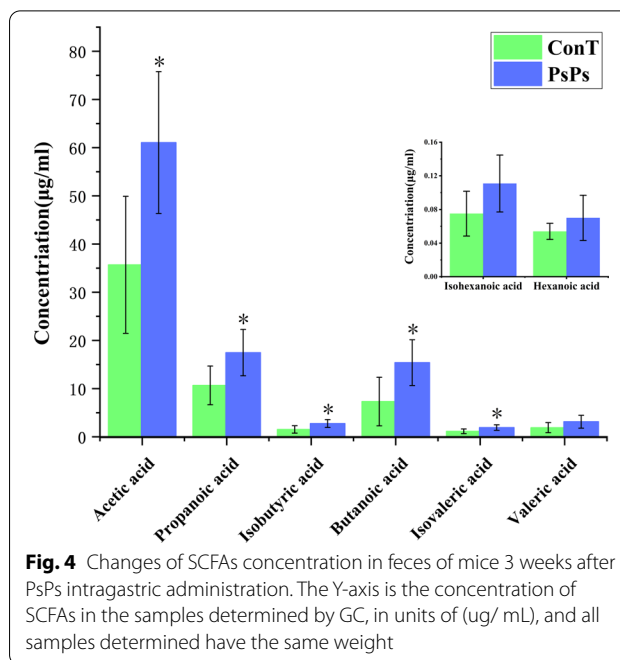 80
70
60
50
40
30
20
10
0
Concentriation(μg/ml)
*
*
*
*
*
ConT
PsPs
0.16
0.12
0.08
0.04
0.00
Concentriation(μg/ml)
Isohexanoic acid
Hexanoic acid
Acetic acid
Propanoic acid
Isobutyric acid
Butanoic acid
Isovaleric acid
Valeric acid
Fig. 4 Changes of SCFAs concentration in feces of mice 3 weeks after
PsPs intragastric administration. The Y-axis is the concentration of
SCFAs in the samples determined by GC, in units of (ug/ mL), and all
samples determined have the same weight